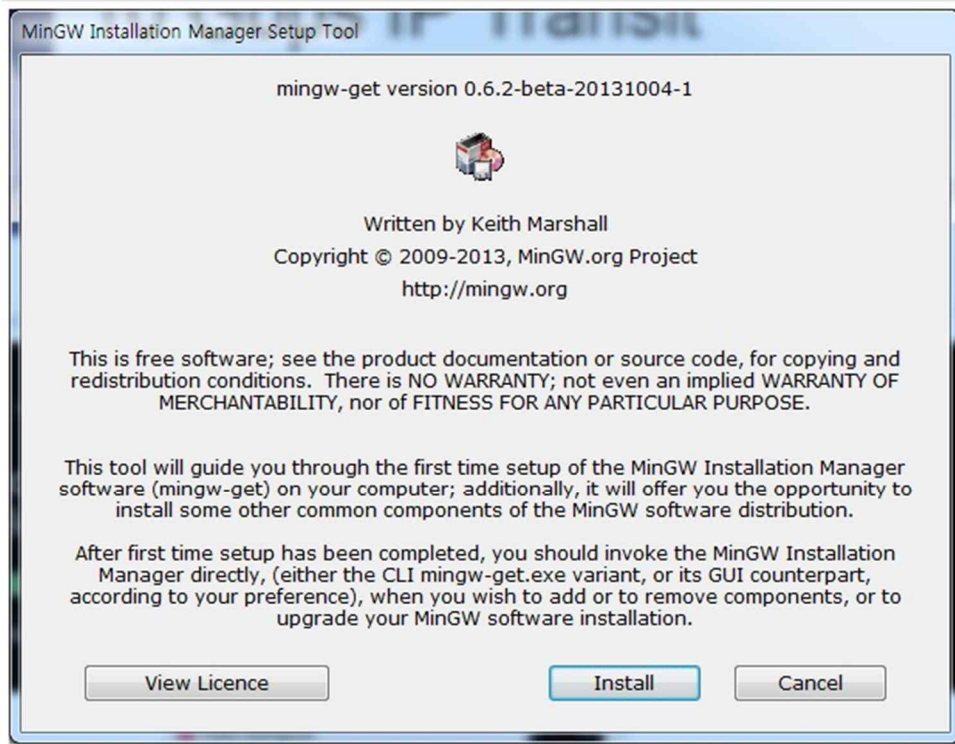 MinGW Installation Manager Setup Tool
mingw-get version 0.6.2-beta-20131004-1
Written by Keith Marshall
Copyright © 2009-2013, MinGW.org Project
http://mingw.org
This is free software; see the product documentation or source code, for copying and
redistribution conditions.  There is NO WARRANTY; not even an implied WARRANTY OF
MERCHANTABILITY, nor of FITNESS FOR ANY PARTICULAR PURPOSE.
This tool will guide you through the first time setup of the MinGW Installation Manager
software (mingw-get) on your computer; additionally, it will offer you the opportunity to
install some other common components of the MinGW software distribution.
After first time setup has been completed, you should invoke the MinGW Installation
Manager directly, (either the CLI mingw-get.exe variant, or its GUI counterpart,
according to your preference), when you wish to add or to remove components, or to
upgrade your MinGW software installation.
View Licence
Install
Cancel